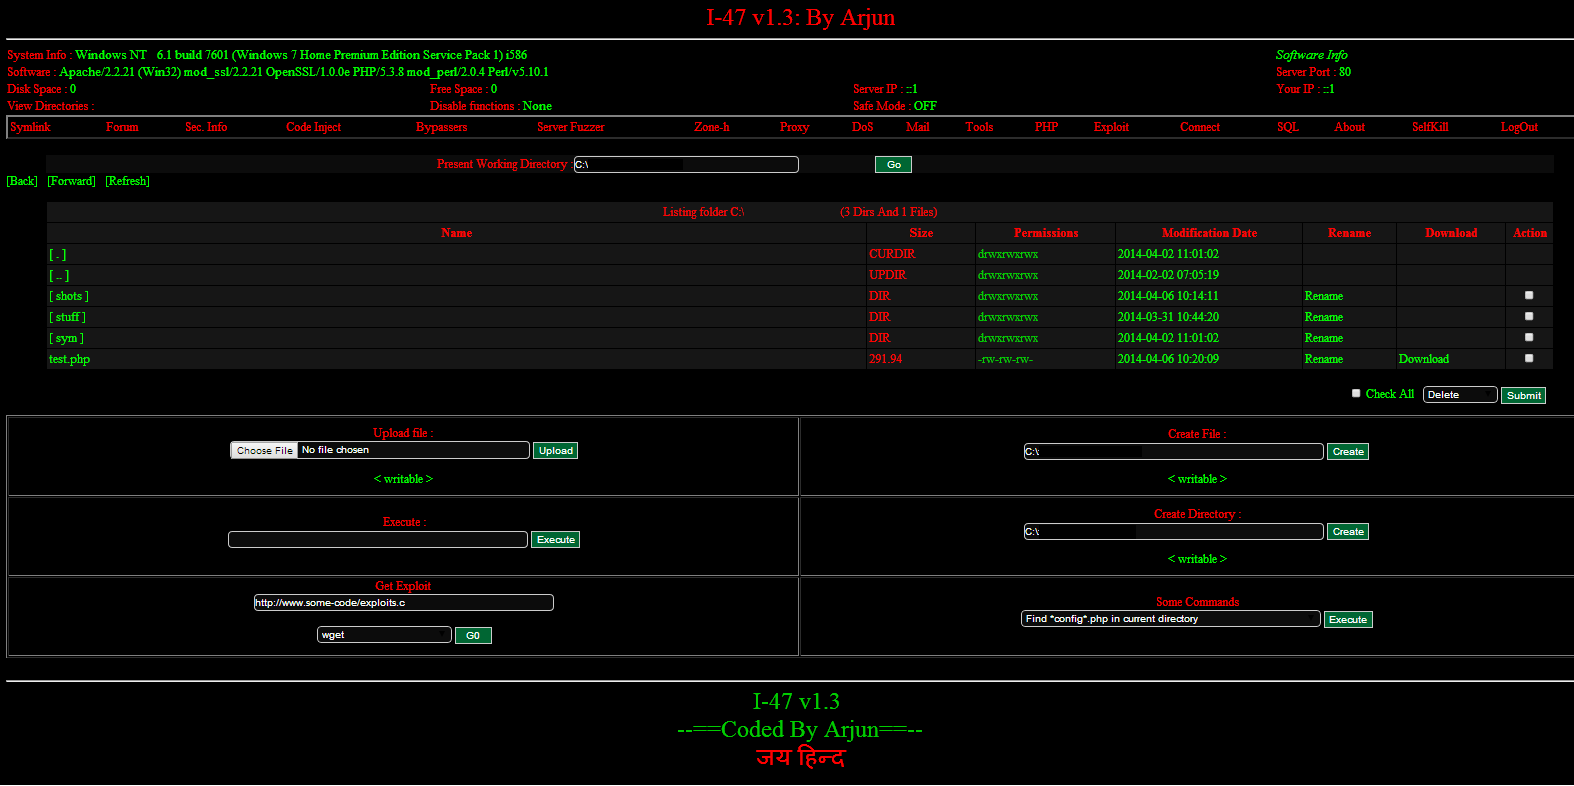 I-47 v1.3: By Arjun
System Info : Windows NT 6.1 build 7601 (Windows 7 Home Premium Edition Service Pack 1) i586 Software Info
Software : Apache/2.2.21 (Win32) mod_ssl/2.2.21 OpenSSL/1.0.0e PHP/5.3.8 mod_perl/2.0.4 Perl/v5.10.1 Server Port : 80
Disk Space : 0 Free Space : 0 Server IP : ::1 Your IP : ::1
View Directories : Disable functions : None Safe Mode : OFF
Symlink Forum Sec. Info Code Inject Bypassers Server Fuzzer Zone-h Proxy DoS Mail Tools PHP Exploit Connect SQL About SelfKill LogOut
Present Working Directory : C:\ Go
[Back] [Forward] [Refresh]
Listing folder C:\ (3 Dirs And 1 Files)
Name Size Permissions Modification Date Rename Download Action
[ . ] CURDIR drwxrwxrwx 2014-04-02 11:01:02
[ .. ] UPDIR drwxrwxrwx 2014-02-02 07:05:19
[ shots ] DIR drwxrwxrwx 2014-04-06 10:14:11 Rename
[ stuff ] DIR drwxrwxrwx 2014-03-31 10:44:20 Rename
[ sym ] DIR drwxrwxrwx 2014-04-02 11:01:02 Rename
test.php 291.94 -rw-rw-rw- 2014-04-06 10:20:09 Rename Download
Check All Delete Submit
Upload file :
Choose File No file chosen Upload
< writable >
Create File :
C:\ Create
< writable >
Execute :
Execute
Create Directory :
C:\ Create
< writable >
Get Exploit
http://www.some-code/exploits.c
wget G0
Some Commands
Find *config*.php in current directory Execute
I-47 v1.3
--==Coded By Arjun==--
जय हिन्द